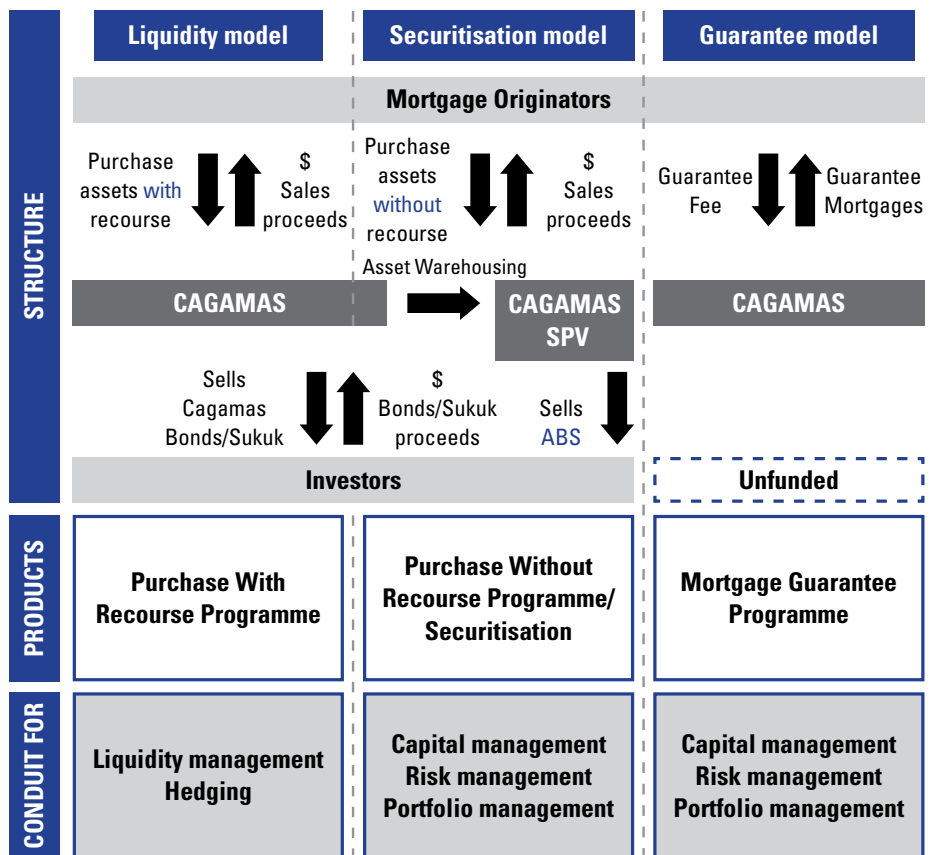 Liquidity model
Securitisation model
Guarantee model
STRUCTURE
Mortgage Originators
Purchase
assets with
recourse
$
Sales
proceeds
Purchase
assets
without
recourse
$
Sales
proceeds
Guarantee
Fee
Guarantee
Mortgages
Asset Warehousing
CAGAMAS
CAGAMAS
SPV
CAGAMAS
Sells
Cagamas
Bonds/Sukuk
$
Bonds/Sukuk
proceeds
Sells
ABS
Investors
Unfunded
PRODUCTS
Purchase With
Recourse Programme
Purchase Without
Recourse Programme/
Securitisation
Mortgage Guarantee
Programme
CONDUIT FOR
Liquidity management
Hedging
Capital management
Risk management
Portfolio management
Capital management
Risk management
Portfolio management